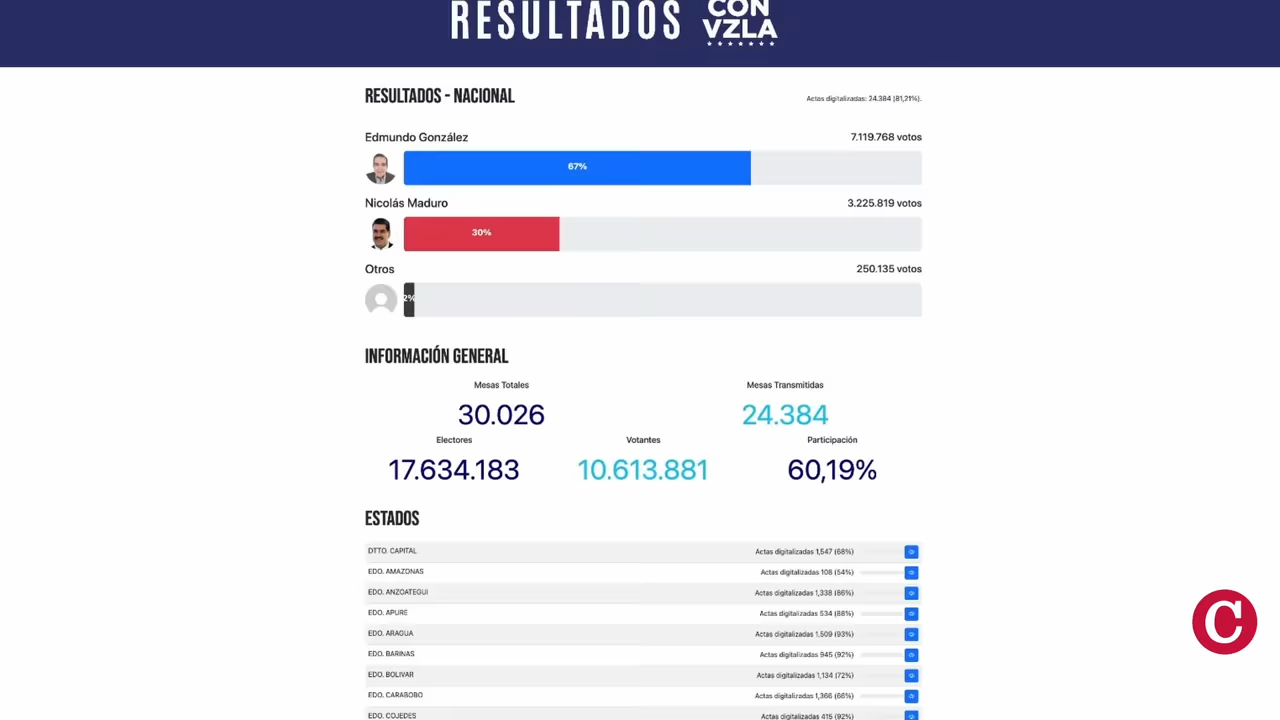 RESULTADOS
CON
VZLA
RESULTADOS - NACIONAL
Actas digitalizadas: 24.384 (81,21%).
Edmundo González
7.119.768 votos
67%
Nicolás Maduro
3.225.819 votos
30%
Otros
250.135 votos
2%
INFORMACIÓN GENERAL
Mesas Totales
Mesas Transmitidas
30.026
24.384
Electores
Votantes
Participación
17.634.183
10.613.881
60,19%
ESTADOS
DTTO. CAPITAL
Actas digitalizadas 1,547 (68%)
EDO. AMAZONAS
Actas digitalizadas 108 (54%)
EDO. ANZOATEGUI
Actas digitalizadas 1,338 (86%)
EDO. APURE
Actas digitalizadas 534 (88%)
EDO. ARAGUA
Actas digitalizadas 1,509 (93%)
EDO. BARINAS
Actas digitalizadas 945 (92%)
EDO. BOLIVAR
Actas digitalizadas 1,134 (72%)
EDO. CARABOBO
Actas digitalizadas 1,366 (66%)
EDO. COJEDES
Actas digitalizadas 415 (92%)
C